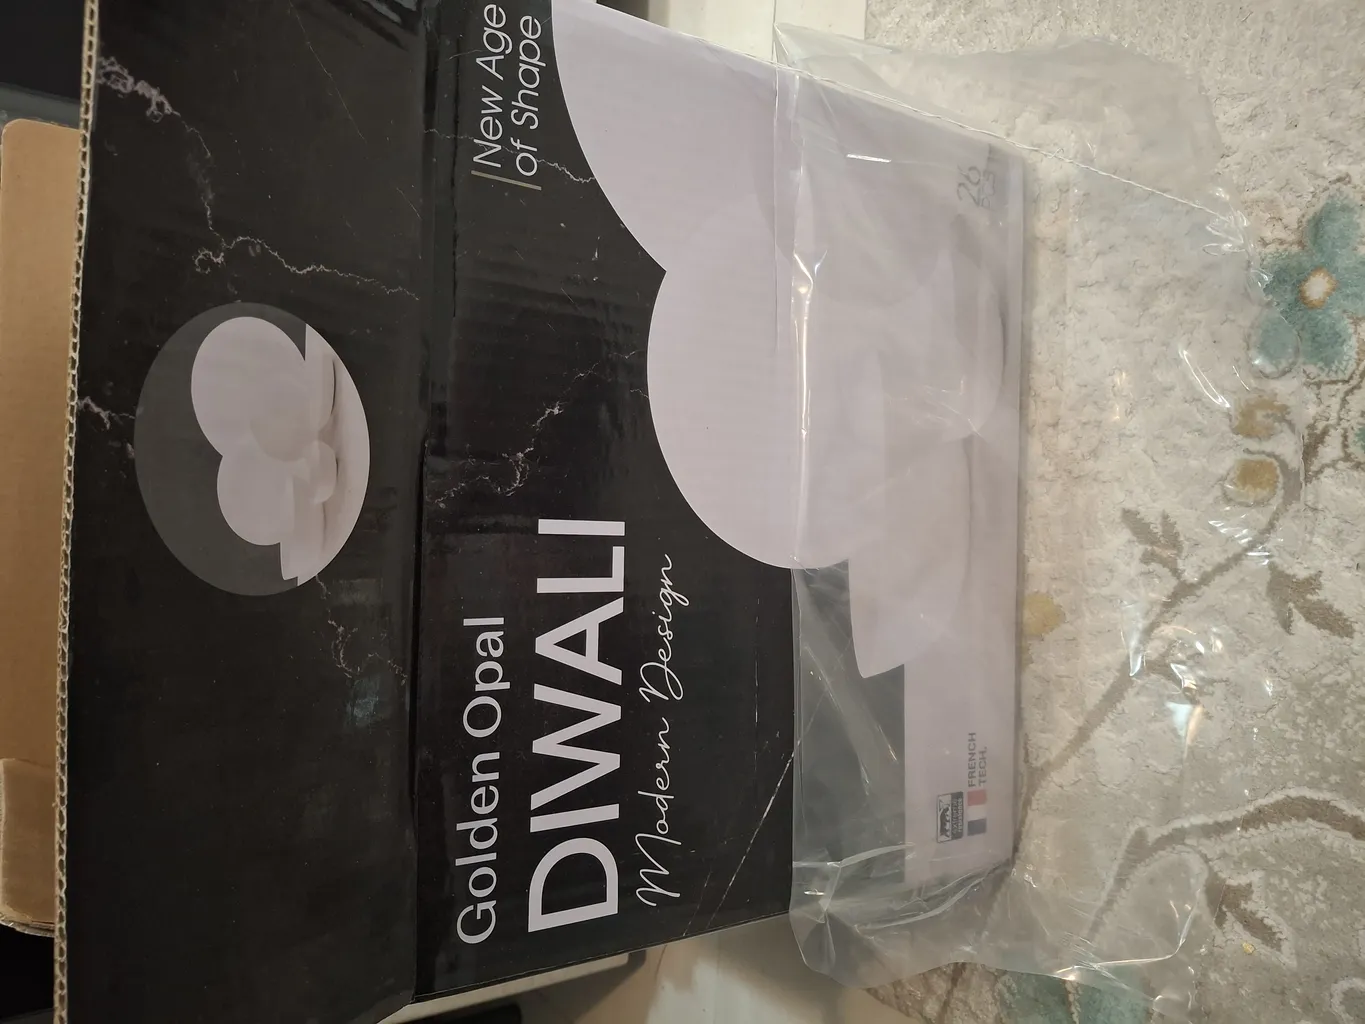 New Age
of Shape
Golden Opal
DIWALI
Modern Design
26
FRENCH
TECH.